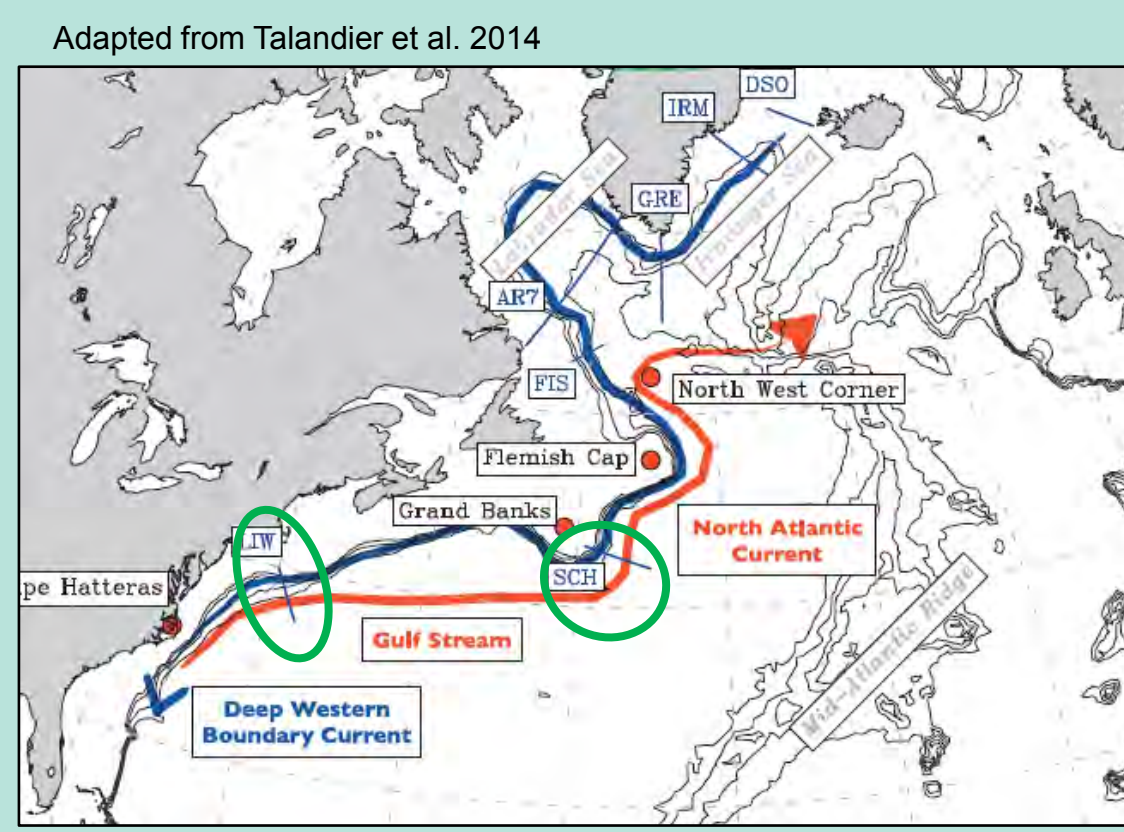 Adapted from Talandier et al. 2014
DSO
IRM
GRE
Labrador Sea
Irminger Sea
AR7
FIS
North West Corner
Flemish Cap
Grand Banks
North Atlantic
Current
LIW
SCH
pe Hatteras
Gulf Stream
Mid-Atlantic Ridge
Deep Western
Boundary Current